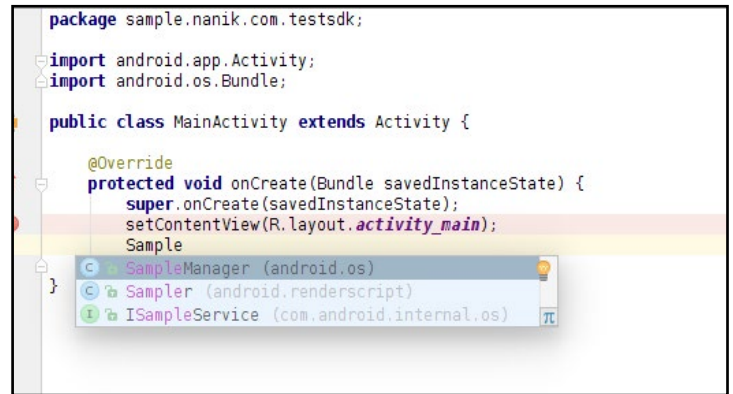 package sample.nanik.com.testsdk;
import android.app.Activity;
import android.os.Bundle;
public class MainActivity extends Activity {
@Override
protected void onCreate(Bundle savedInstanceState) {
super.onCreate(savedInstanceState);
setContentView(R.layout.activity_main);
Sample
C SampleManager (android.os)
} C Sampler (android.renderscript)
I ISampleService (com.android.internal.os) π